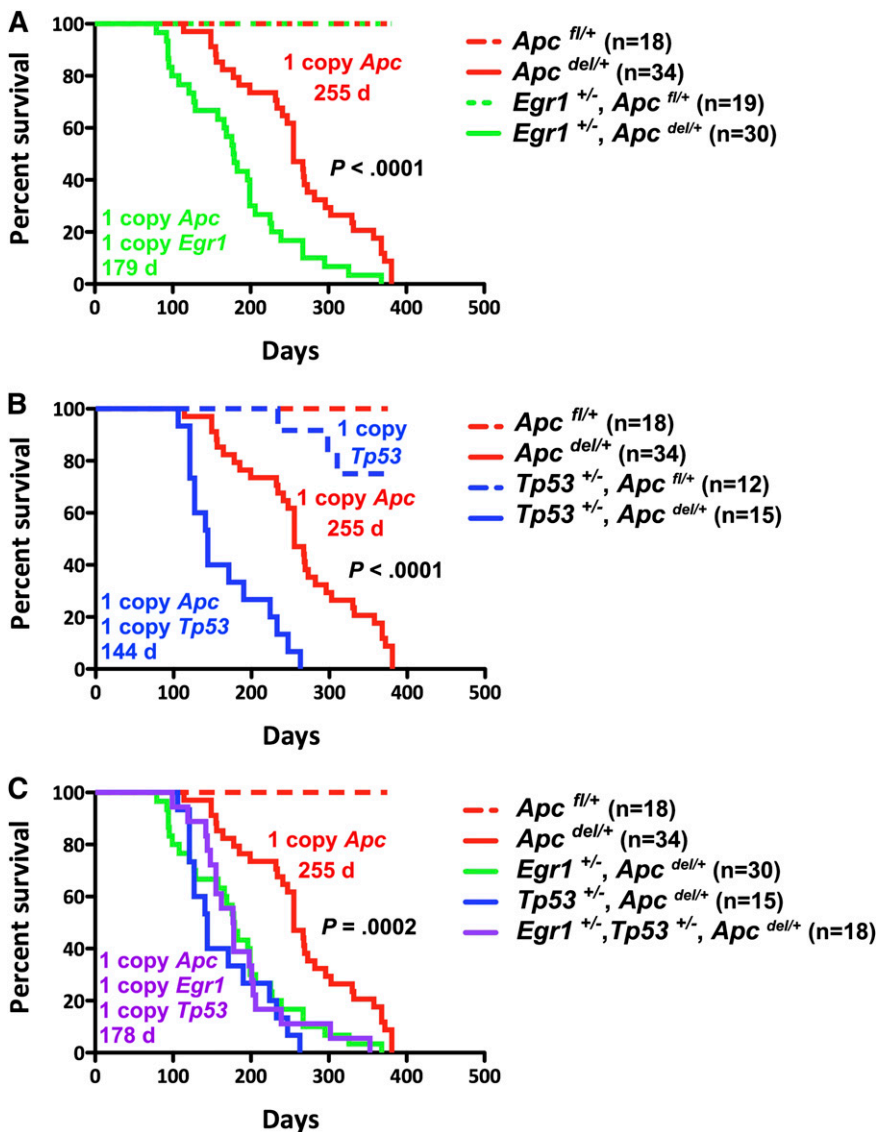 A
Percent survival
100
80
60
40
20
0
0 100 200 300 400 500
Days
1 copy Apc
255 d
P < .0001
1 copy Apc
1 copy Egr1
179 d
Apc fl/+ (n=18)
Apc del/+ (n=34)
Egr1 +/-, Apc fl/+ (n=19)
Egr1 +/-, Apc del/+ (n=30)
B
Percent survival
100
80
60
40
20
0
0 100 200 300 400 500
Days
1 copy
Tp53
1 copy Apc
255 d
P < .0001
1 copy Apc
1 copy Tp53
144 d
Apc fl/+ (n=18)
Apc del/+ (n=34)
Tp53 +/-, Apc fl/+ (n=12)
Tp53 +/-, Apc del/+ (n=15)
C
Percent survival
100
80
60
40
20
0
0 100 200 300 400 500
Days
1 copy Apc
255 d
P = .0002
1 copy Apc
1 copy Egr1
1 copy Tp53
178 d
Apc fl/+ (n=18)
Apc del/+ (n=34)
Egr1 +/-, Apc del/+ (n=30)
Tp53 +/-, Apc del/+ (n=15)
Egr1 +/-,Tp53 +/-, Apc del/+ (n=18)